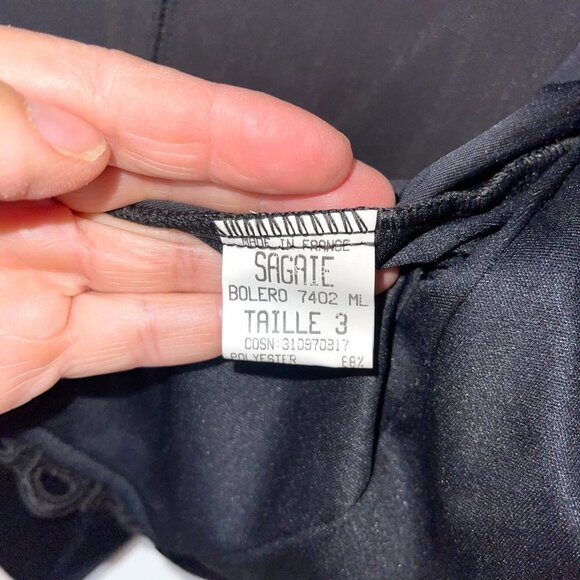 MADE IN FRANCE
SAGAIE
BOLERO 7402 ML
TAILLE 3
COSN:310970317
POLYESTER 88%